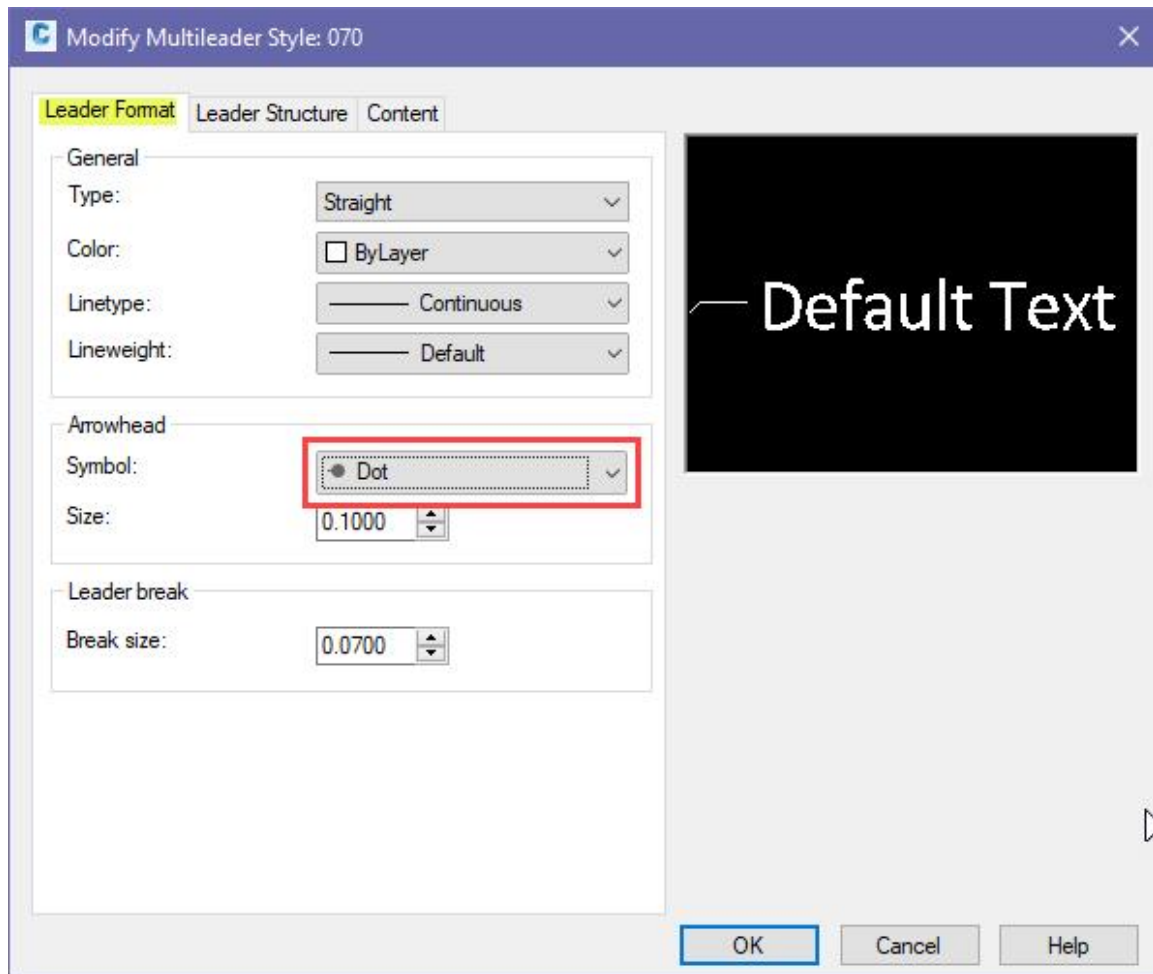 C Modify Multileader Style: 070
Leader Format Leader Structure Content
General
Type: Straight
Color: ByLayer
Linetype: Continuous
Lineweight: Default
Default Text
Arrowhead
Symbol: Dot
Size: 0.1000
Leader break
Break size: 0.0700
OK Cancel Help